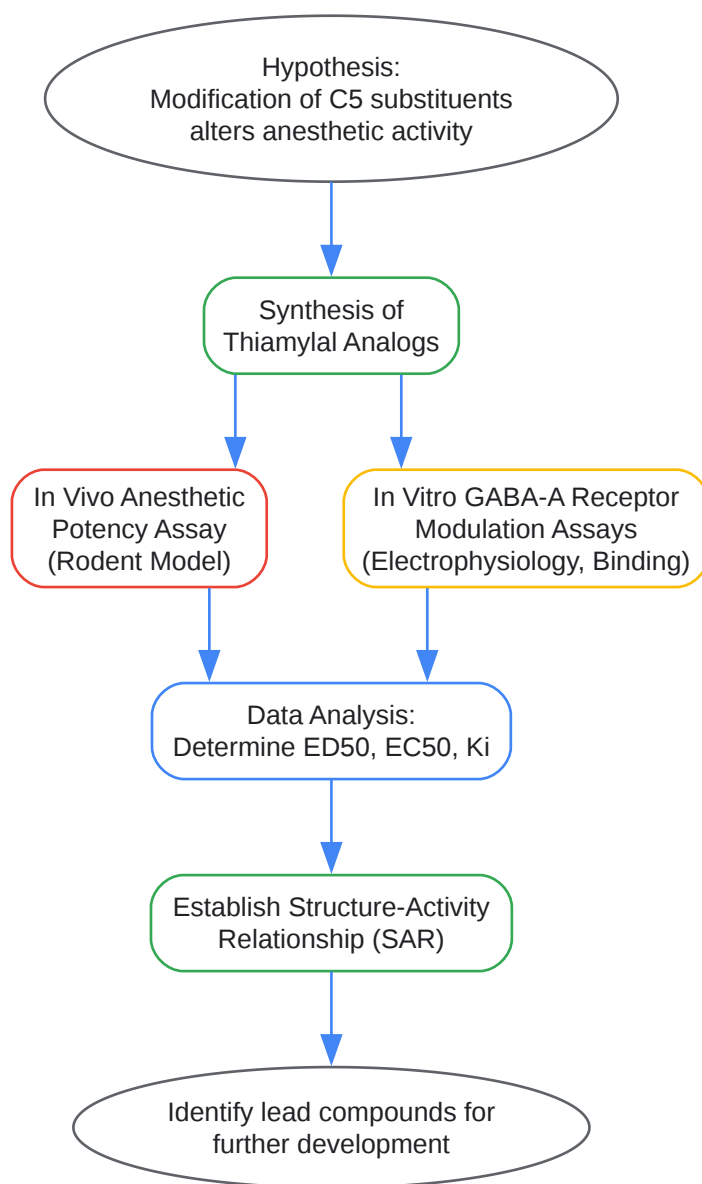 Hypothesis:
Modification of C5 substituents
alters anesthetic activity
Synthesis of
Thiamylal Analogs
In Vivo Anesthetic
Potency Assay
(Rodent Model)
In Vitro GABA-A Receptor
Modulation Assays
(Electrophysiology, Binding)
Data Analysis:
Determine ED50, EC50, Ki
Establish Structure-Activity
Relationship (SAR)
Identify lead compounds for
further development